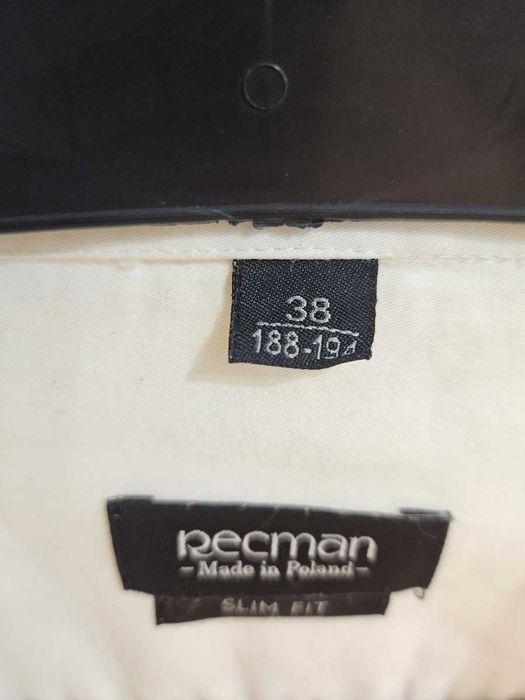 38
188-194
Recman
- Made in Poland -
SLIM FIT